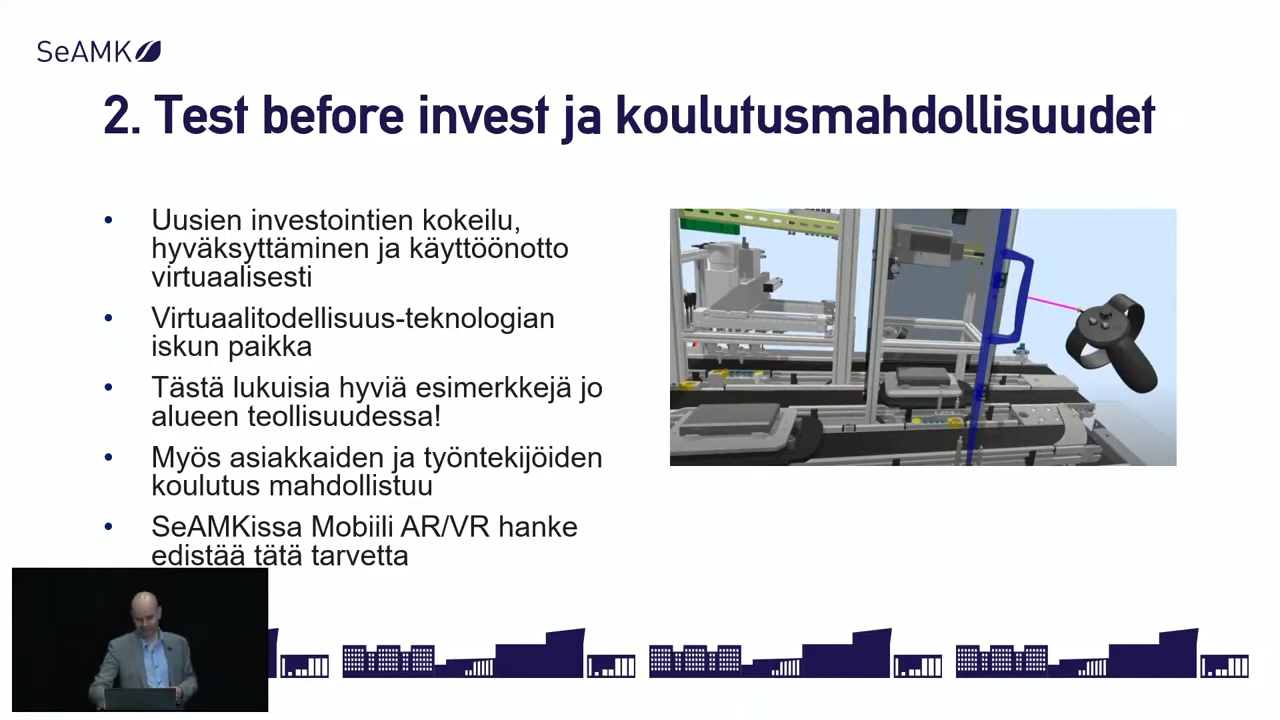 SeAMK
2. Test before invest ja koulutusmahdollisuudet
• Uusien investointien kokeilu,
hyväksyttäminen ja käyttöönotto
virtuaalisesti
• Virtuaalitodellisuus-teknologian
iskun paikka
• Tästä lukuisia hyviä esimerkkejä jo
alueen teollisuudessa!
• Myös asiakkaiden ja työntekijöiden
koulutus mahdollistuu
• SeAMKissa Mobiili AR/VR hanke
edistää tätä tarvetta